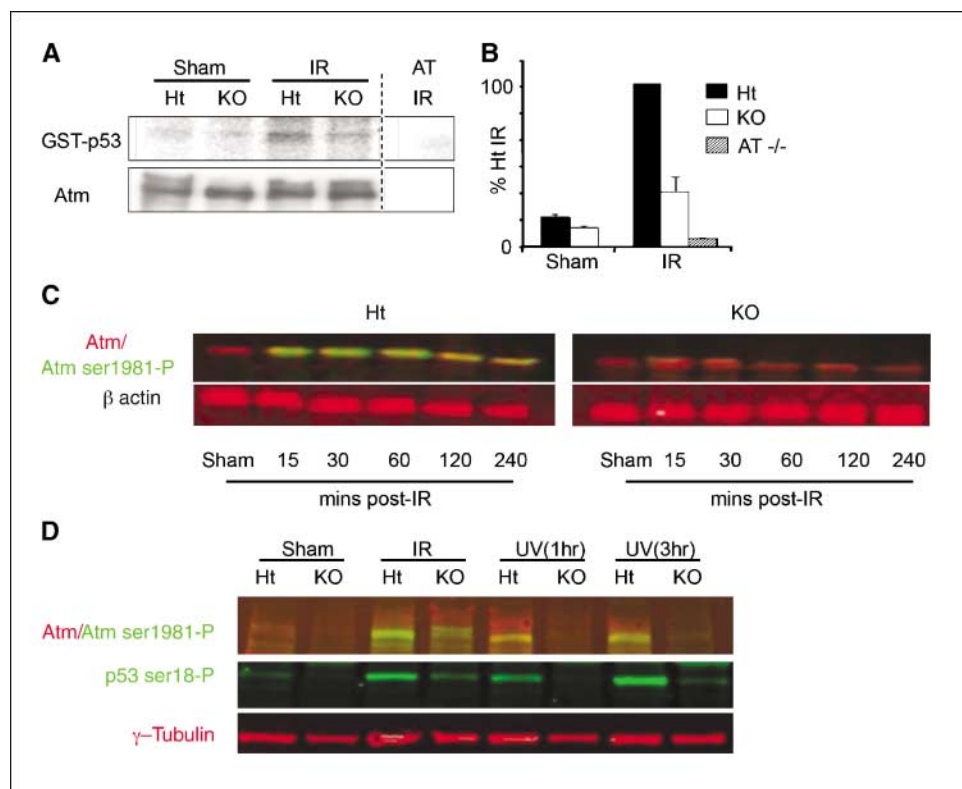 A
Sham IR AT
Ht KO Ht KO IR
GST-p53
Atm
B
100
% Ht IR
0
Sham IR
Ht
KO
AT -/-
C
Ht KO
Atm/
Atm ser1981-P
β actin
Sham 15 30 60 120 240
mins post-IR
Sham 15 30 60 120 240
mins post-IR
D
Sham IR UV(1hr) UV(3hr)
Ht KO Ht KO Ht KO Ht KO
Atm/Atm ser1981-P
p53 ser18-P
γ–Tubulin